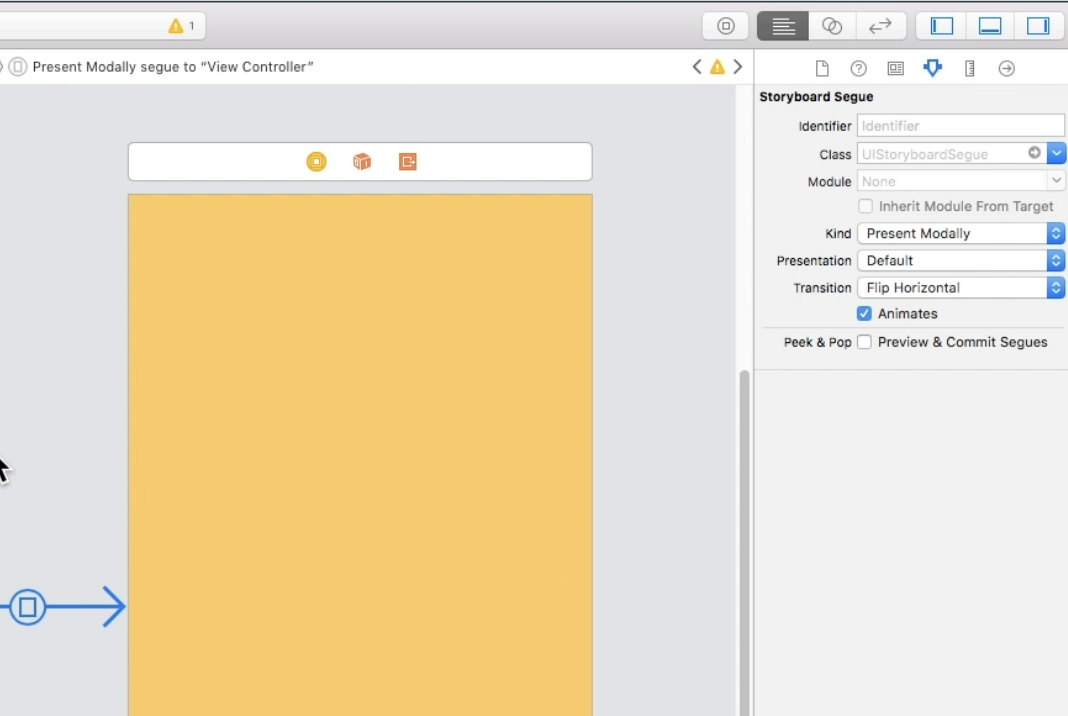 1
Present Modally segue to “View Controller”
Storyboard Segue
Identifier Identifier
Class UIStoryboardSegue
Module None
Inherit Module From Target
Kind Present Modally
Presentation Default
Transition Flip Horizontal
Animates
Peek & Pop Preview & Commit Segues